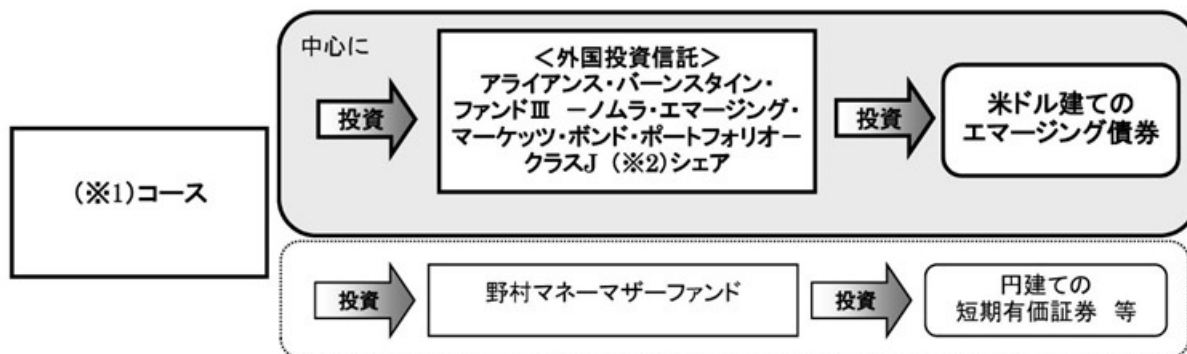 (※1)コース
中心に
投資
<外国投資信託>
アライアンス・バーンスタイン・
ファンドⅢ －ノムラ・エマージング・
マーケッツ・ボンド・ポートフォリオ－
クラスJ (※2)シェア
投資
米ドル建ての
エマージング債券
投資
野村マネーマザーファンド
投資
円建ての
短期有価証券 等